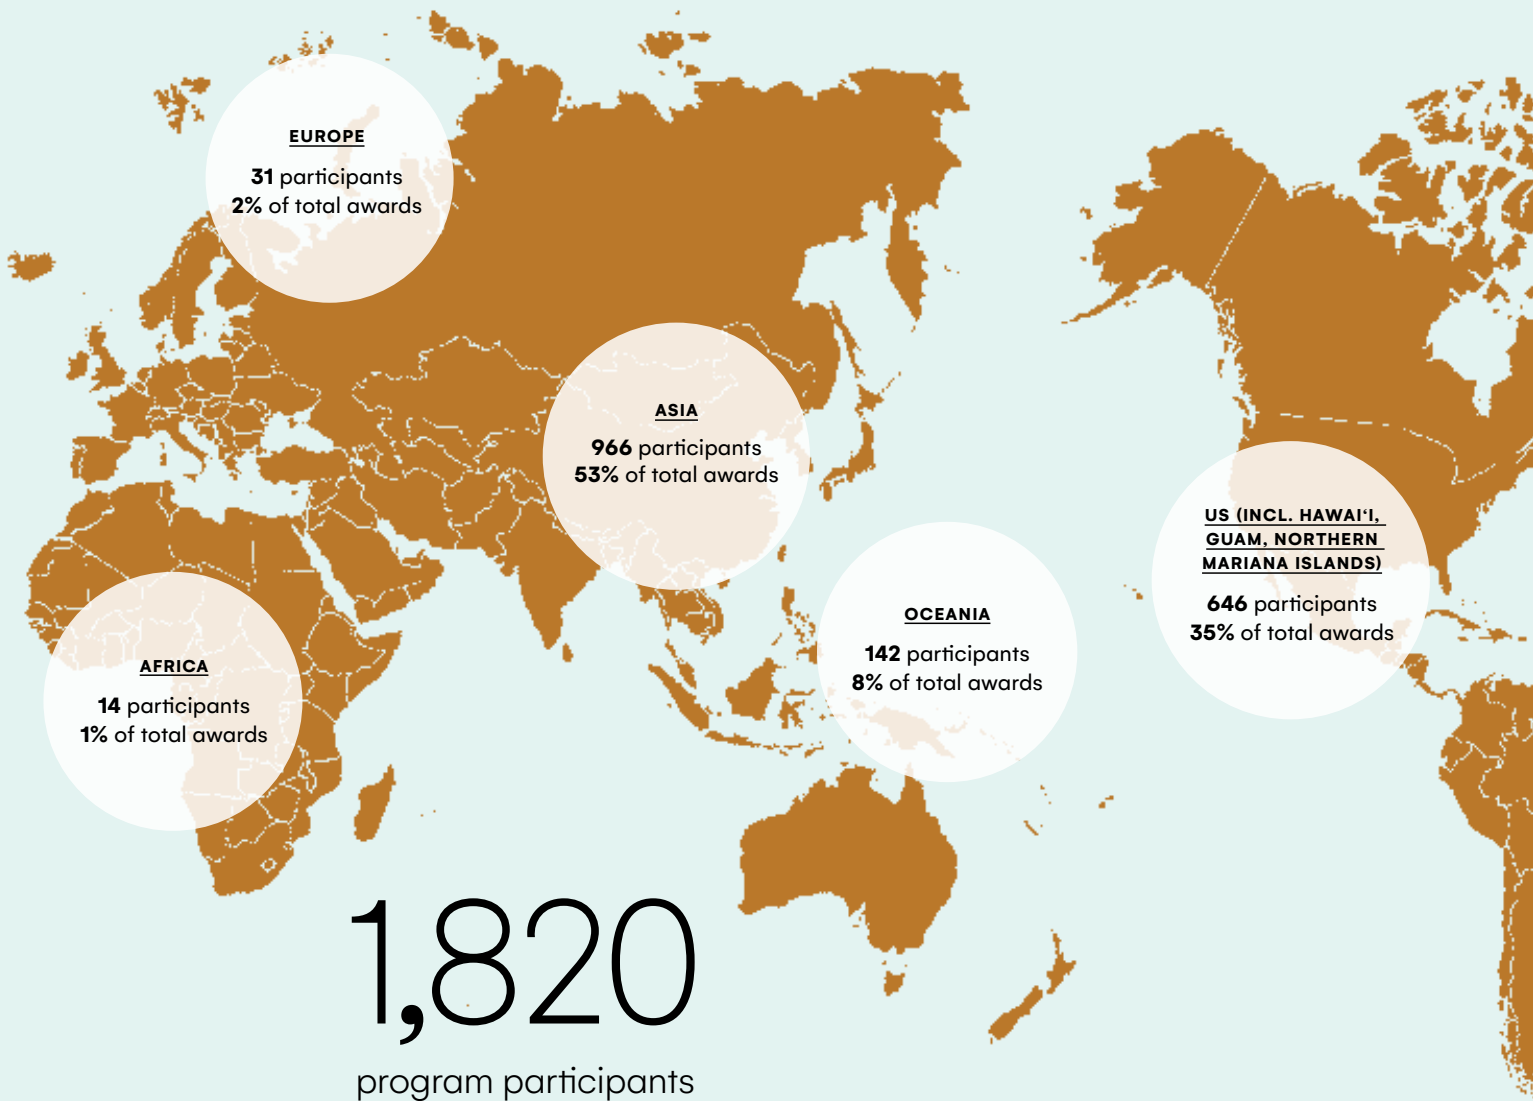 EUROPE
31 participants
2% of total awards
ASIA
966 participants
53% of total awards
US (INCL. HAWAIʻI,
GUAM, NORTHERN
MARIANA ISLANDS)
646 participants
35% of total awards
OCEANIA
142 participants
8% of total awards
AFRICA
14 participants
1% of total awards
1,820
program participants